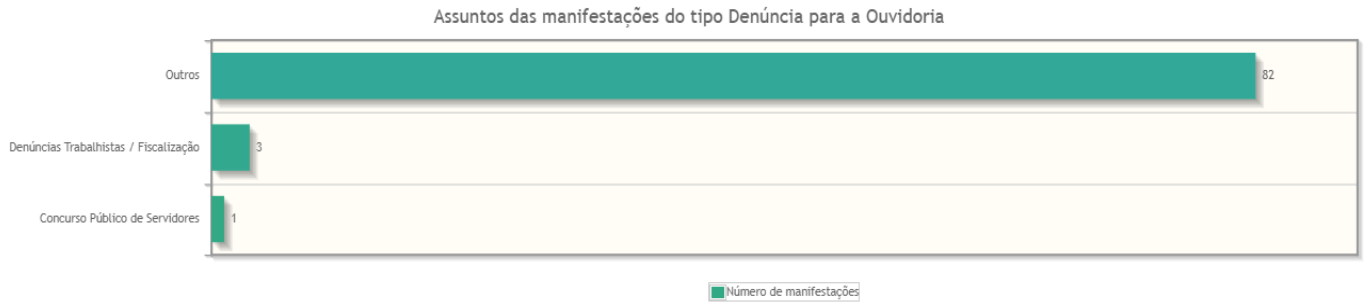 Assuntos das manifestações do tipo Denúncia para a Ouvidoria
Outros
82
Denúncias Trabalhistas / Fiscalização
3
Concurso Público de Servidores
1
Número de manifestações